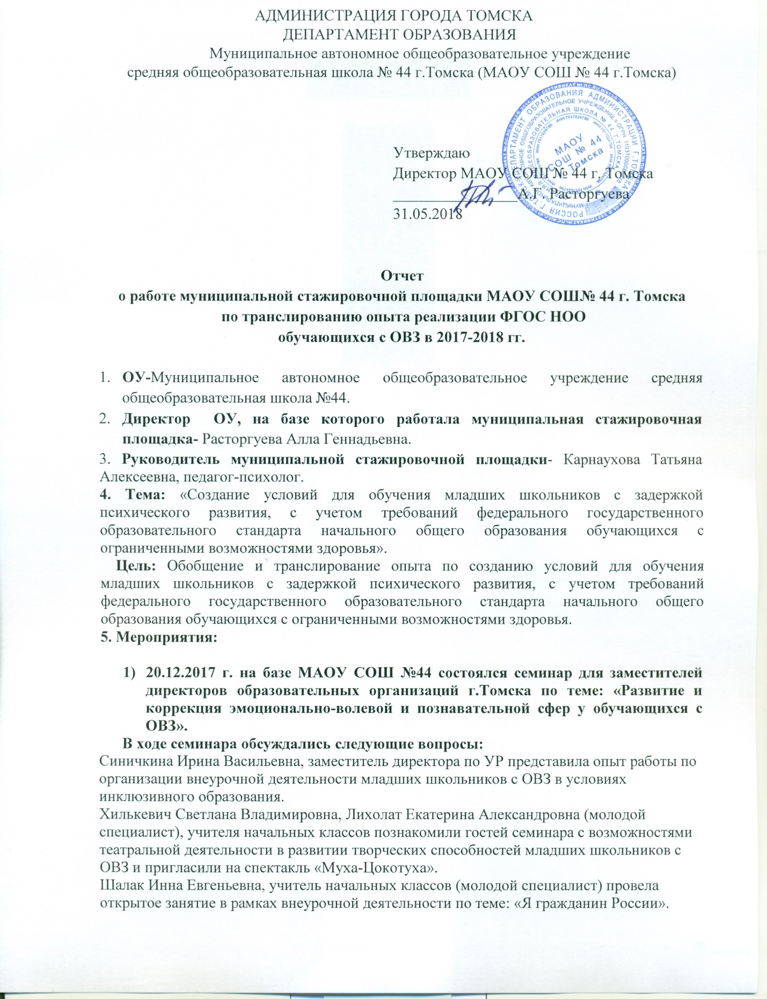 АДМИНИСТРАЦИЯ ГОРОДА ТОМСКА
ДЕПАРТАМЕНТ ОБРАЗОВАНИЯ
Муниципальное автономное общеобразовательное учреждение
средняя общеобразовательная школа № 44 г.Томска (МАОУ СОШ № 44 г.Томска)
МАОУ
СОШ № 44
г. Томска
Утверждаю
Директор МАОУ СОШ № 44 г. Томска
А.Г. Расторгуева
31.05.2018
Отчет
о работе муниципальной стажировочной площадки МАОУ СОШ№ 44 г. Томска
по транслированию опыта реализации ФГОС НОО
обучающихся с ОВЗ в 2017-2018 гг.
1. ОУ-Муниципальное автономное общеобразовательное учреждение средняя
общеобразовательная школа №44.
2. Директор ОУ, на базе которого работала муниципальная стажировочная
площадка- Расторгуева Алла Геннадьевна.
3. Руководитель муниципальной стажировочной площадки- Карнаухова Татьяна
Алексеевна, педагог-психолог.
4. Тема: «Создание условий для обучения младших школьников с задержкой
психического развития, с учетом требований федерального государственного
образовательного стандарта начального общего образования обучающихся с
ограниченными возможностями здоровья».
Цель: Обобщение и транслирование опыта по созданию условий для обучения
младших школьников с задержкой психического развития, с учетом требований
федерального государственного образовательного стандарта начального общего
образования обучающихся с ограниченными возможностями здоровья.
5. Мероприятия:
1) 20.12.2017 г. на базе МАОУ СОШ №44 состоялся семинар для заместителей
директоров образовательных организаций г.Томска по теме: «Развитие и
коррекция эмоционально-волевой и познавательной сфер у обучающихся с
ОВЗ».
В ходе семинара обсуждались следующие вопросы:
Синичкина Ирина Васильевна, заместитель директора по УР представила опыт работы по
организации внеурочной деятельности младших школьников с ОВЗ в условиях
инклюзивного образования.
Хилькевич Светлана Владимировна, Лихолат Екатерина Александровна (молодой
специалист), учителя начальных классов познакомили гостей семинара с возможностями
театральной деятельности в развитии творческих способностей младших школьников с
ОВЗ и пригласили на спектакль «Муха-Цокотуха».
Шалак Инна Евгеньевна, учитель начальных классов (молодой специалист) провела
открытое занятие в рамках внеурочной деятельности по теме: «Я гражданин России».